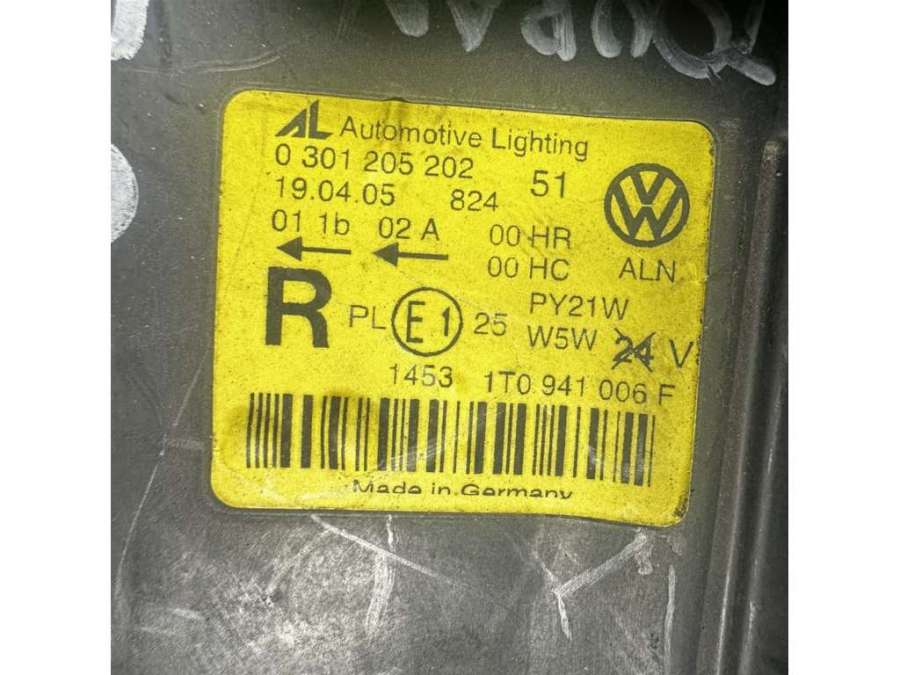 TOURAN
AL Automotive Lighting
0 301 205 202 51
19.04.05 824
01 1b 02 A 00 HR
00 HC ALN
R PL E1 25 PY21W
W5W 24 V
1453 1T0 941 006 F
Made in Germany